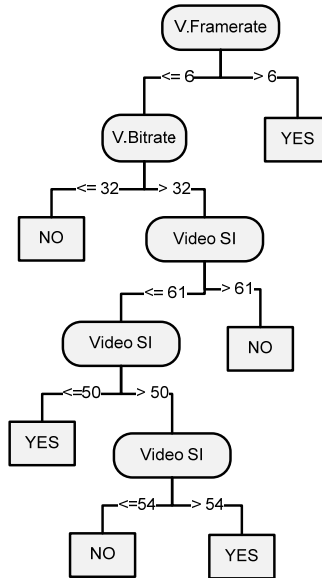 V.Framerate
<= 6
> 6
V.Bitrate
YES
<= 32
> 32
NO
Video SI
<= 61
> 61
Video SI
NO
<=50
> 50
YES
Video SI
<=54
> 54
NO
YES